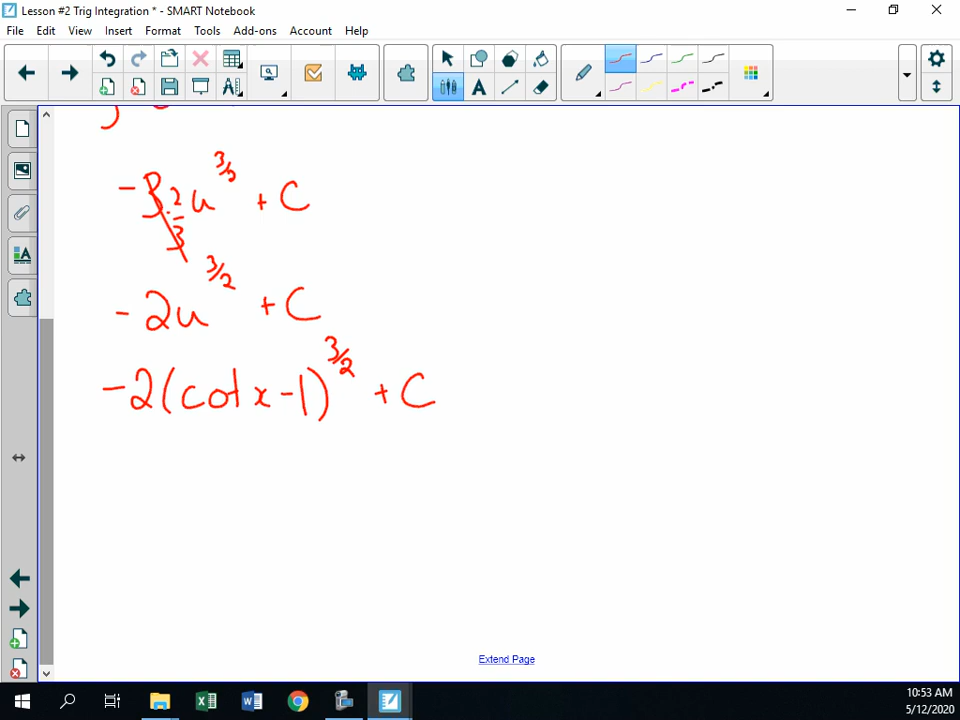 Lesson #2 Trig Integration * - SMART Notebook
File Edit View Insert Format Tools Add-ons Account Help
- 3 · 2/3 u^3/2 + C
- 2u^3/2 + C
- 2(cot x - 1)^3/2 + C
Extend Page
10:53 AM
5/12/2020